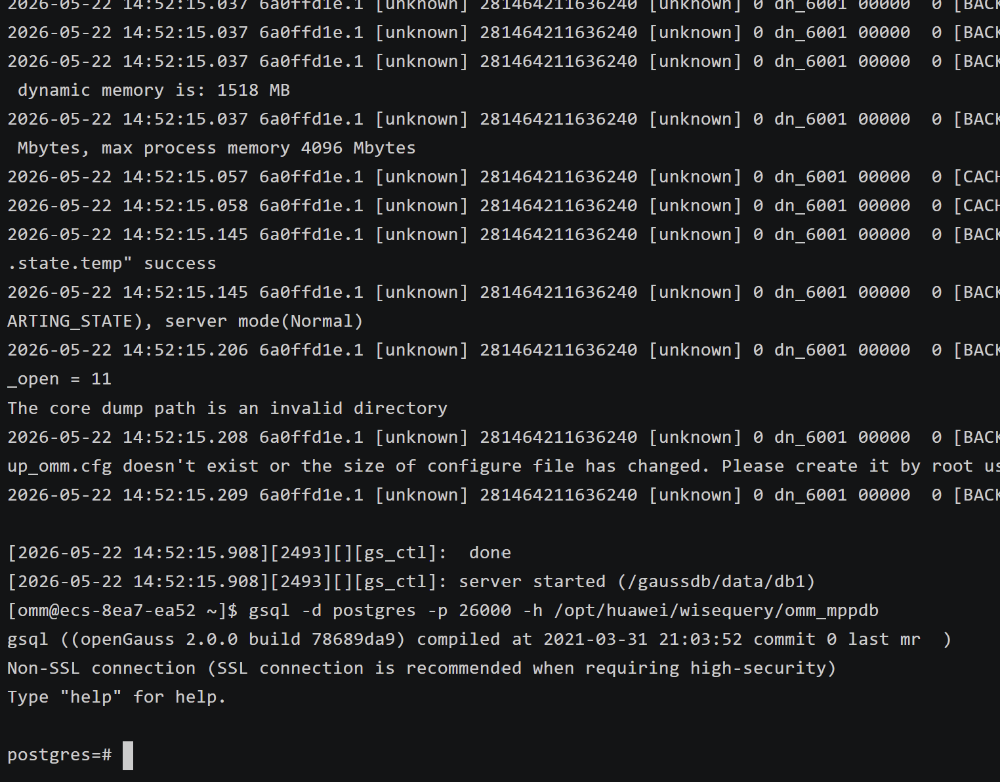 2026-05-22 14:52:15.037 6a0ffd1e.1 [unknown] 281464211636240 [unknown] 0 dn_6001 00000  0 [BACK
2026-05-22 14:52:15.037 6a0ffd1e.1 [unknown] 281464211636240 [unknown] 0 dn_6001 00000  0 [BACK
2026-05-22 14:52:15.037 6a0ffd1e.1 [unknown] 281464211636240 [unknown] 0 dn_6001 00000  0 [BACK
 dynamic memory is: 1518 MB
2026-05-22 14:52:15.037 6a0ffd1e.1 [unknown] 281464211636240 [unknown] 0 dn_6001 00000  0 [BACK
 Mbytes, max process memory 4096 Mbytes
2026-05-22 14:52:15.057 6a0ffd1e.1 [unknown] 281464211636240 [unknown] 0 dn_6001 00000  0 [CACH
2026-05-22 14:52:15.058 6a0ffd1e.1 [unknown] 281464211636240 [unknown] 0 dn_6001 00000  0 [CACH
2026-05-22 14:52:15.145 6a0ffd1e.1 [unknown] 281464211636240 [unknown] 0 dn_6001 00000  0 [BACK
.state.temp" success
2026-05-22 14:52:15.145 6a0ffd1e.1 [unknown] 281464211636240 [unknown] 0 dn_6001 00000  0 [BACK
ARTING_STATE), server mode(Normal)
2026-05-22 14:52:15.206 6a0ffd1e.1 [unknown] 281464211636240 [unknown] 0 dn_6001 00000  0 [BACK
_open = 11
The core dump path is an invalid directory
2026-05-22 14:52:15.208 6a0ffd1e.1 [unknown] 281464211636240 [unknown] 0 dn_6001 00000  0 [BACK
up_omm.cfg doesn't exist or the size of configure file has changed. Please create it by root us
2026-05-22 14:52:15.209 6a0ffd1e.1 [unknown] 281464211636240 [unknown] 0 dn_6001 00000  0 [BACK
[2026-05-22 14:52:15.908][2493][][gs_ctl]:  done
[2026-05-22 14:52:15.908][2493][][gs_ctl]: server started (/gaussdb/data/db1)
[omm@ecs-8ea7-ea52 ~]$ gsql -d postgres -p 26000 -h /opt/huawei/wisequery/omm_mppdb
gsql ((openGauss 2.0.0 build 78689da9) compiled at 2021-03-31 21:03:52 commit 0 last mr  )
Non-SSL connection (SSL connection is recommended when requiring high-security)
Type "help" for help.
postgres=#